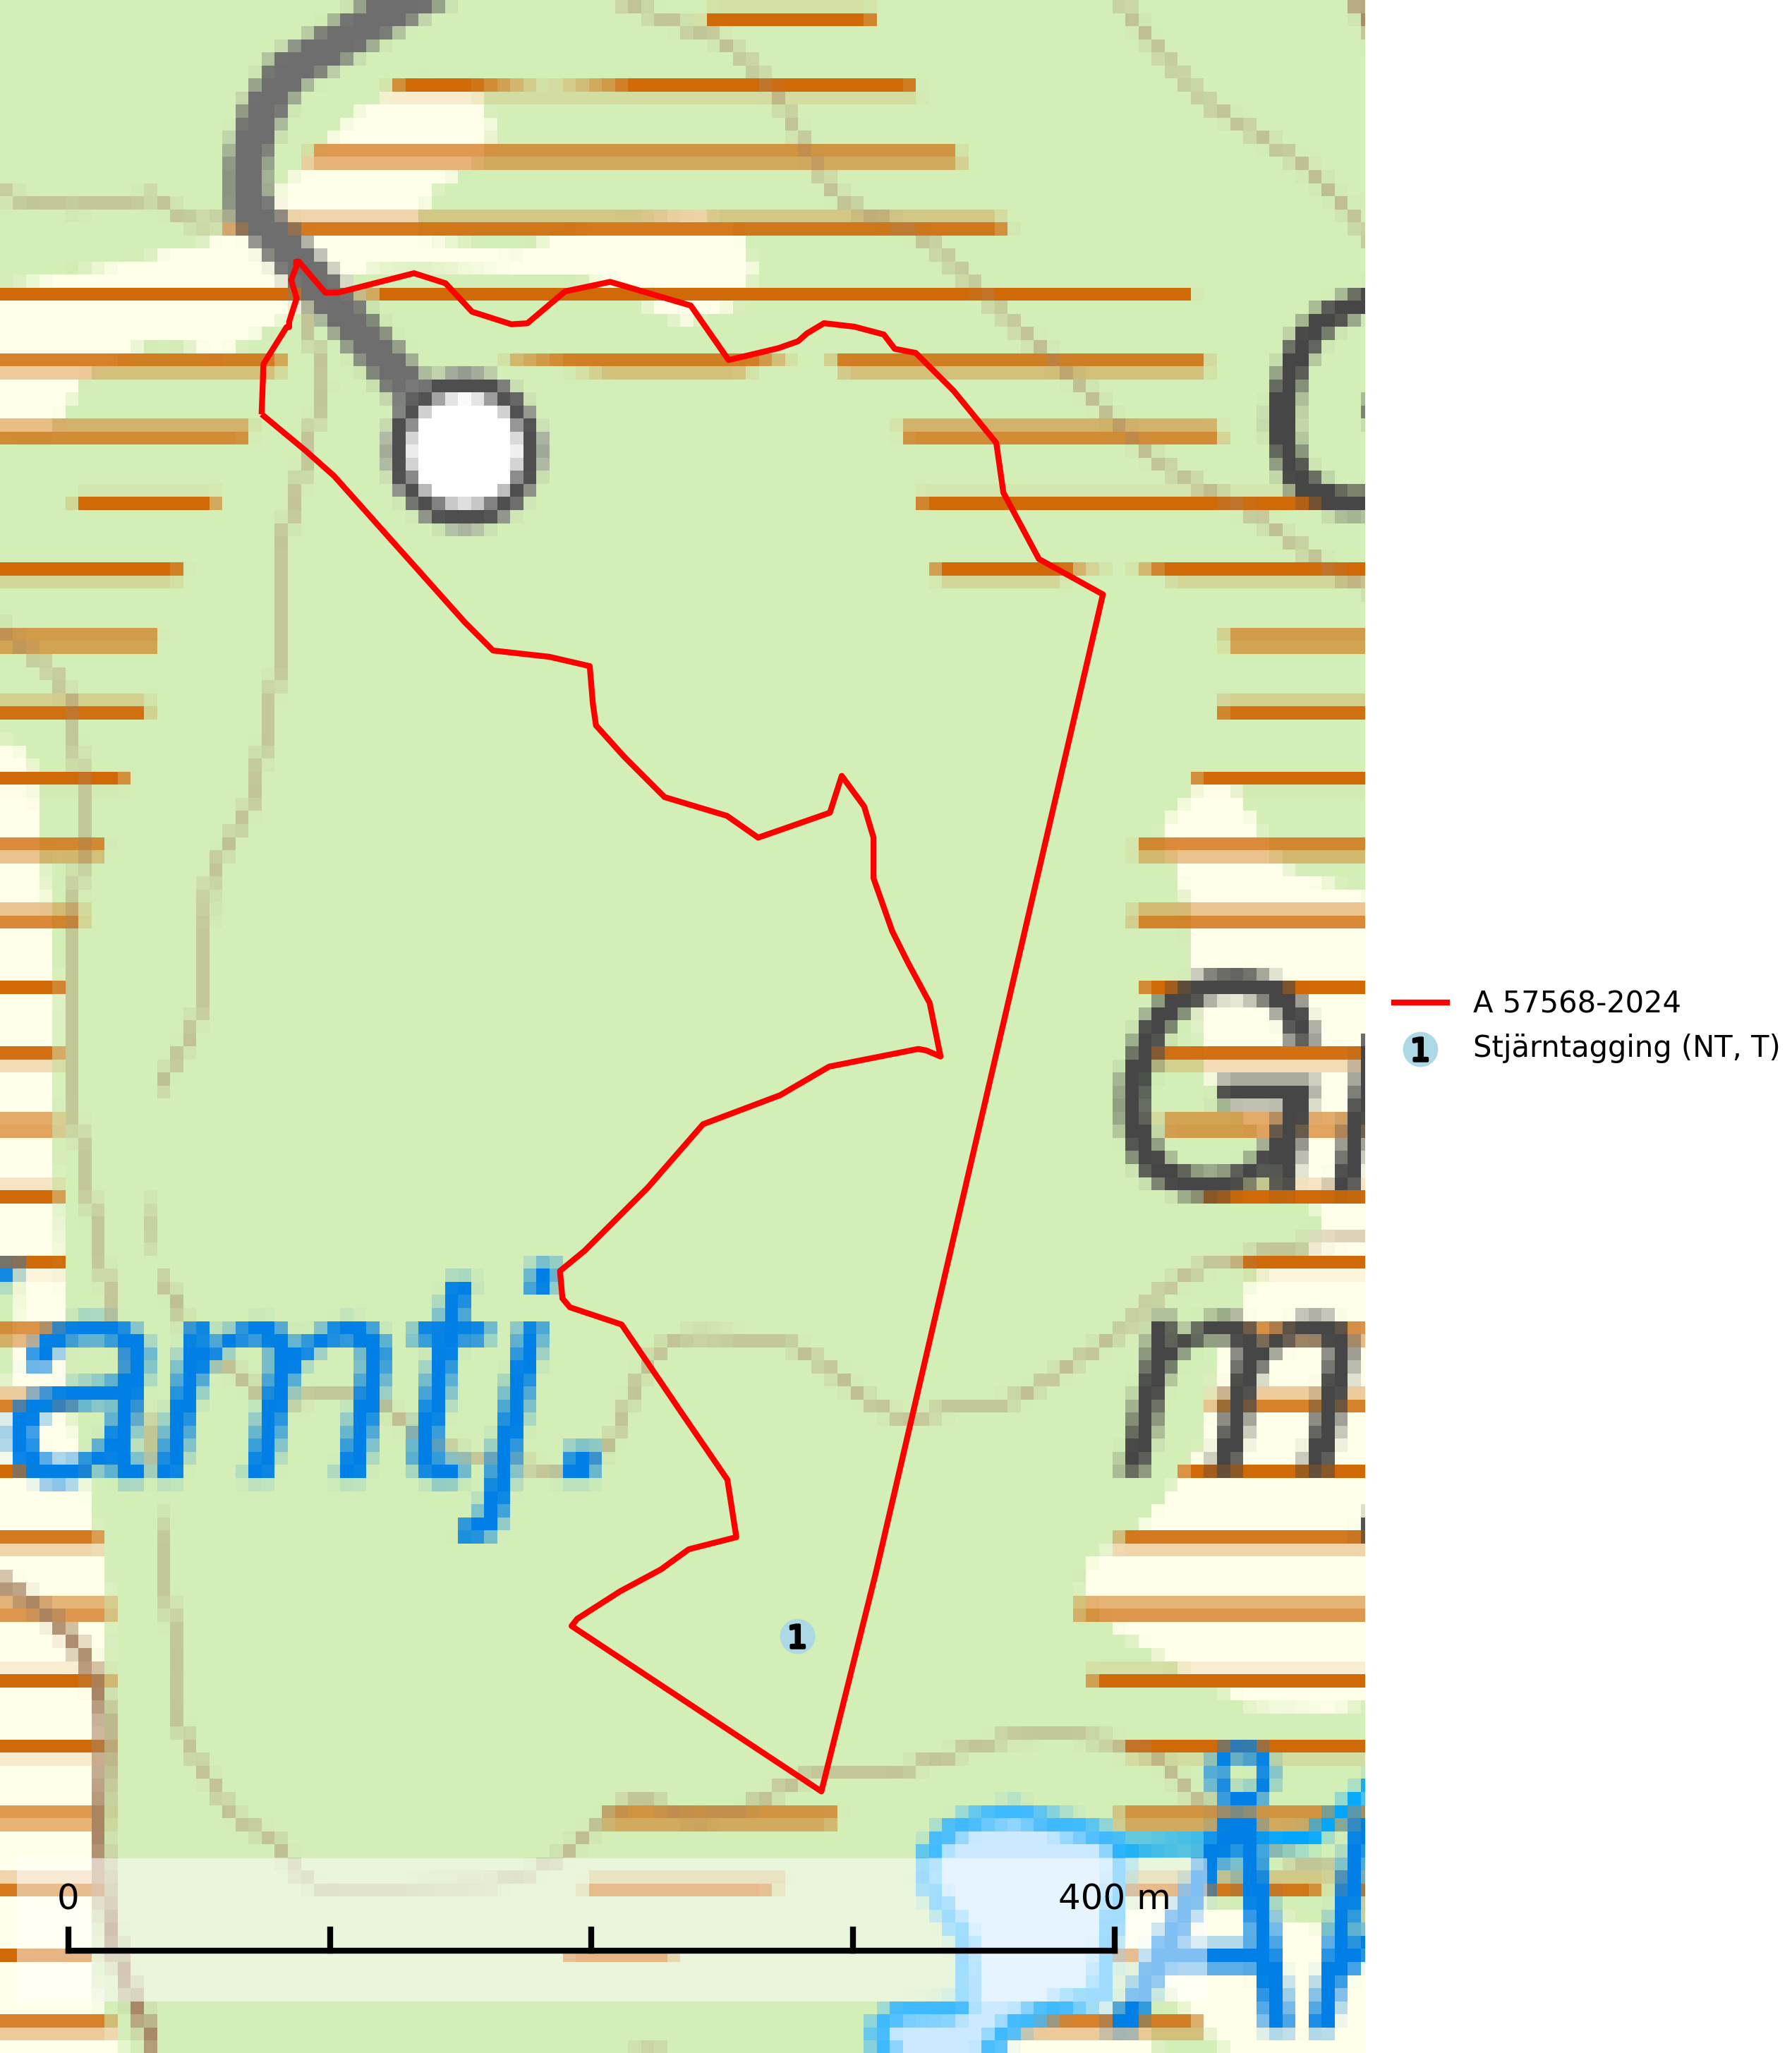 G
A 57568-2024
1 Stjärntagging (NT, T)
amtj.
m
1
0 400 m